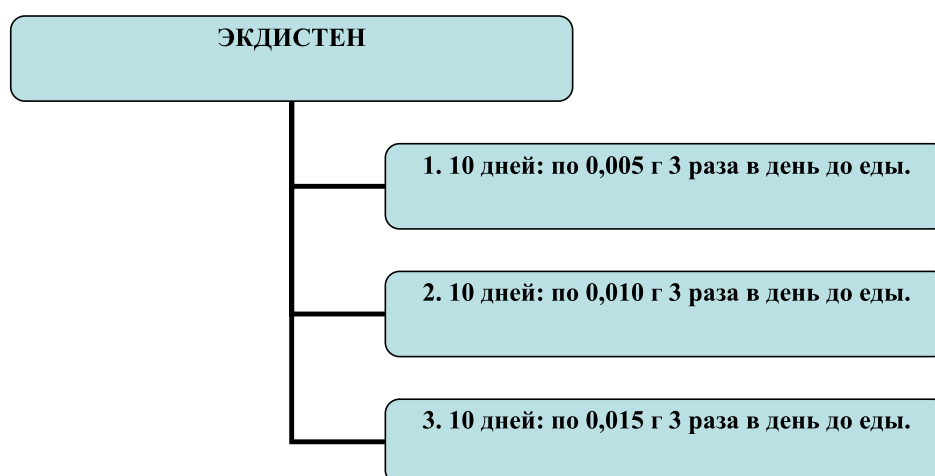 ЭКДИСТЕН
1. 10 дней: по 0,005 г 3 раза в день до еды.
2. 10 дней: по 0,010 г 3 раза в день до еды.
3. 10 дней: по 0,015 г 3 раза в день до еды.